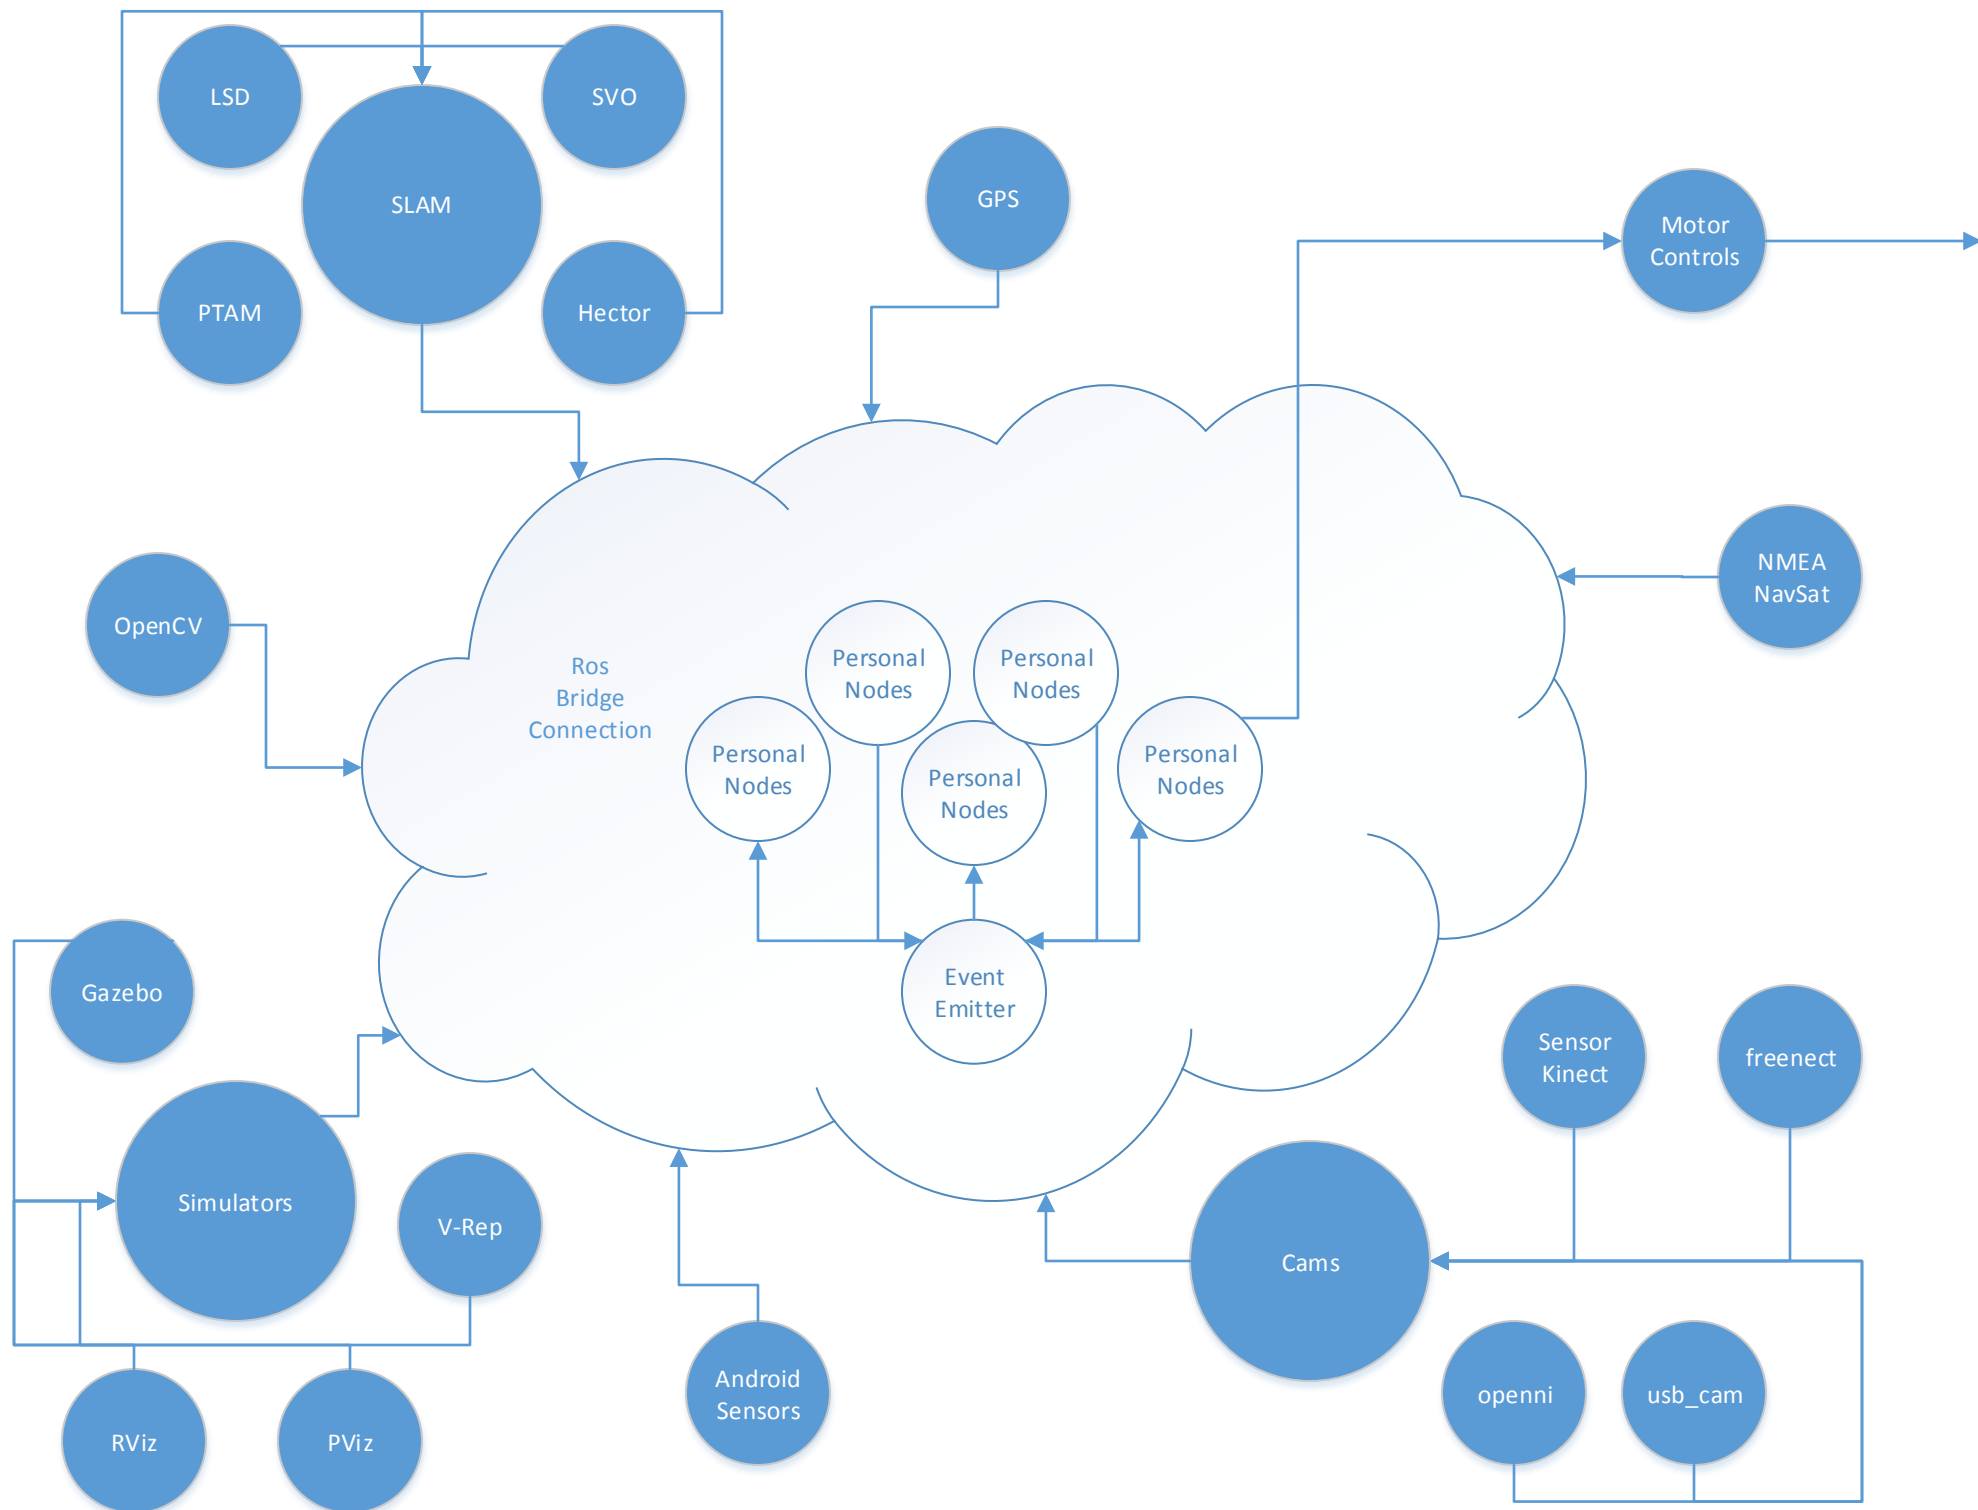 LSD
SVO
SLAM
GPS
Motor
Controls
PTAM
Hector
NMEA
NavSat
OpenCV
Ros
Bridge
Connection
Personal
Nodes
Personal
Nodes
Personal
Nodes
Personal
Nodes
Personal
Nodes
Event
Emitter
Gazebo
Sensor
Kinect
freenect
Simulators
V-Rep
Cams
Android
Sensors
openni
usb_cam
RViz
PViz